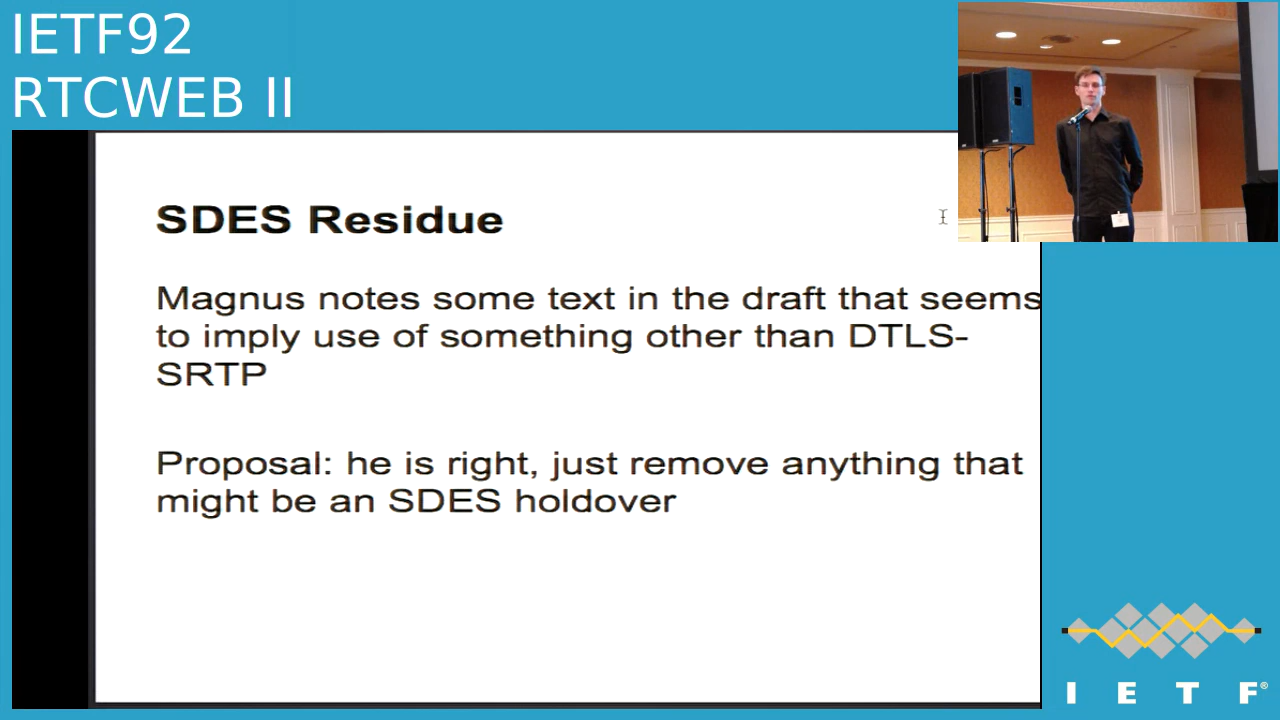 IETF92
RTCWEB II
SDES Residue
Magnus notes some text in the draft that seems
to imply use of something other than DTLS-
SRTP
Proposal: he is right, just remove anything that
might be an SDES holdover
I E T F®